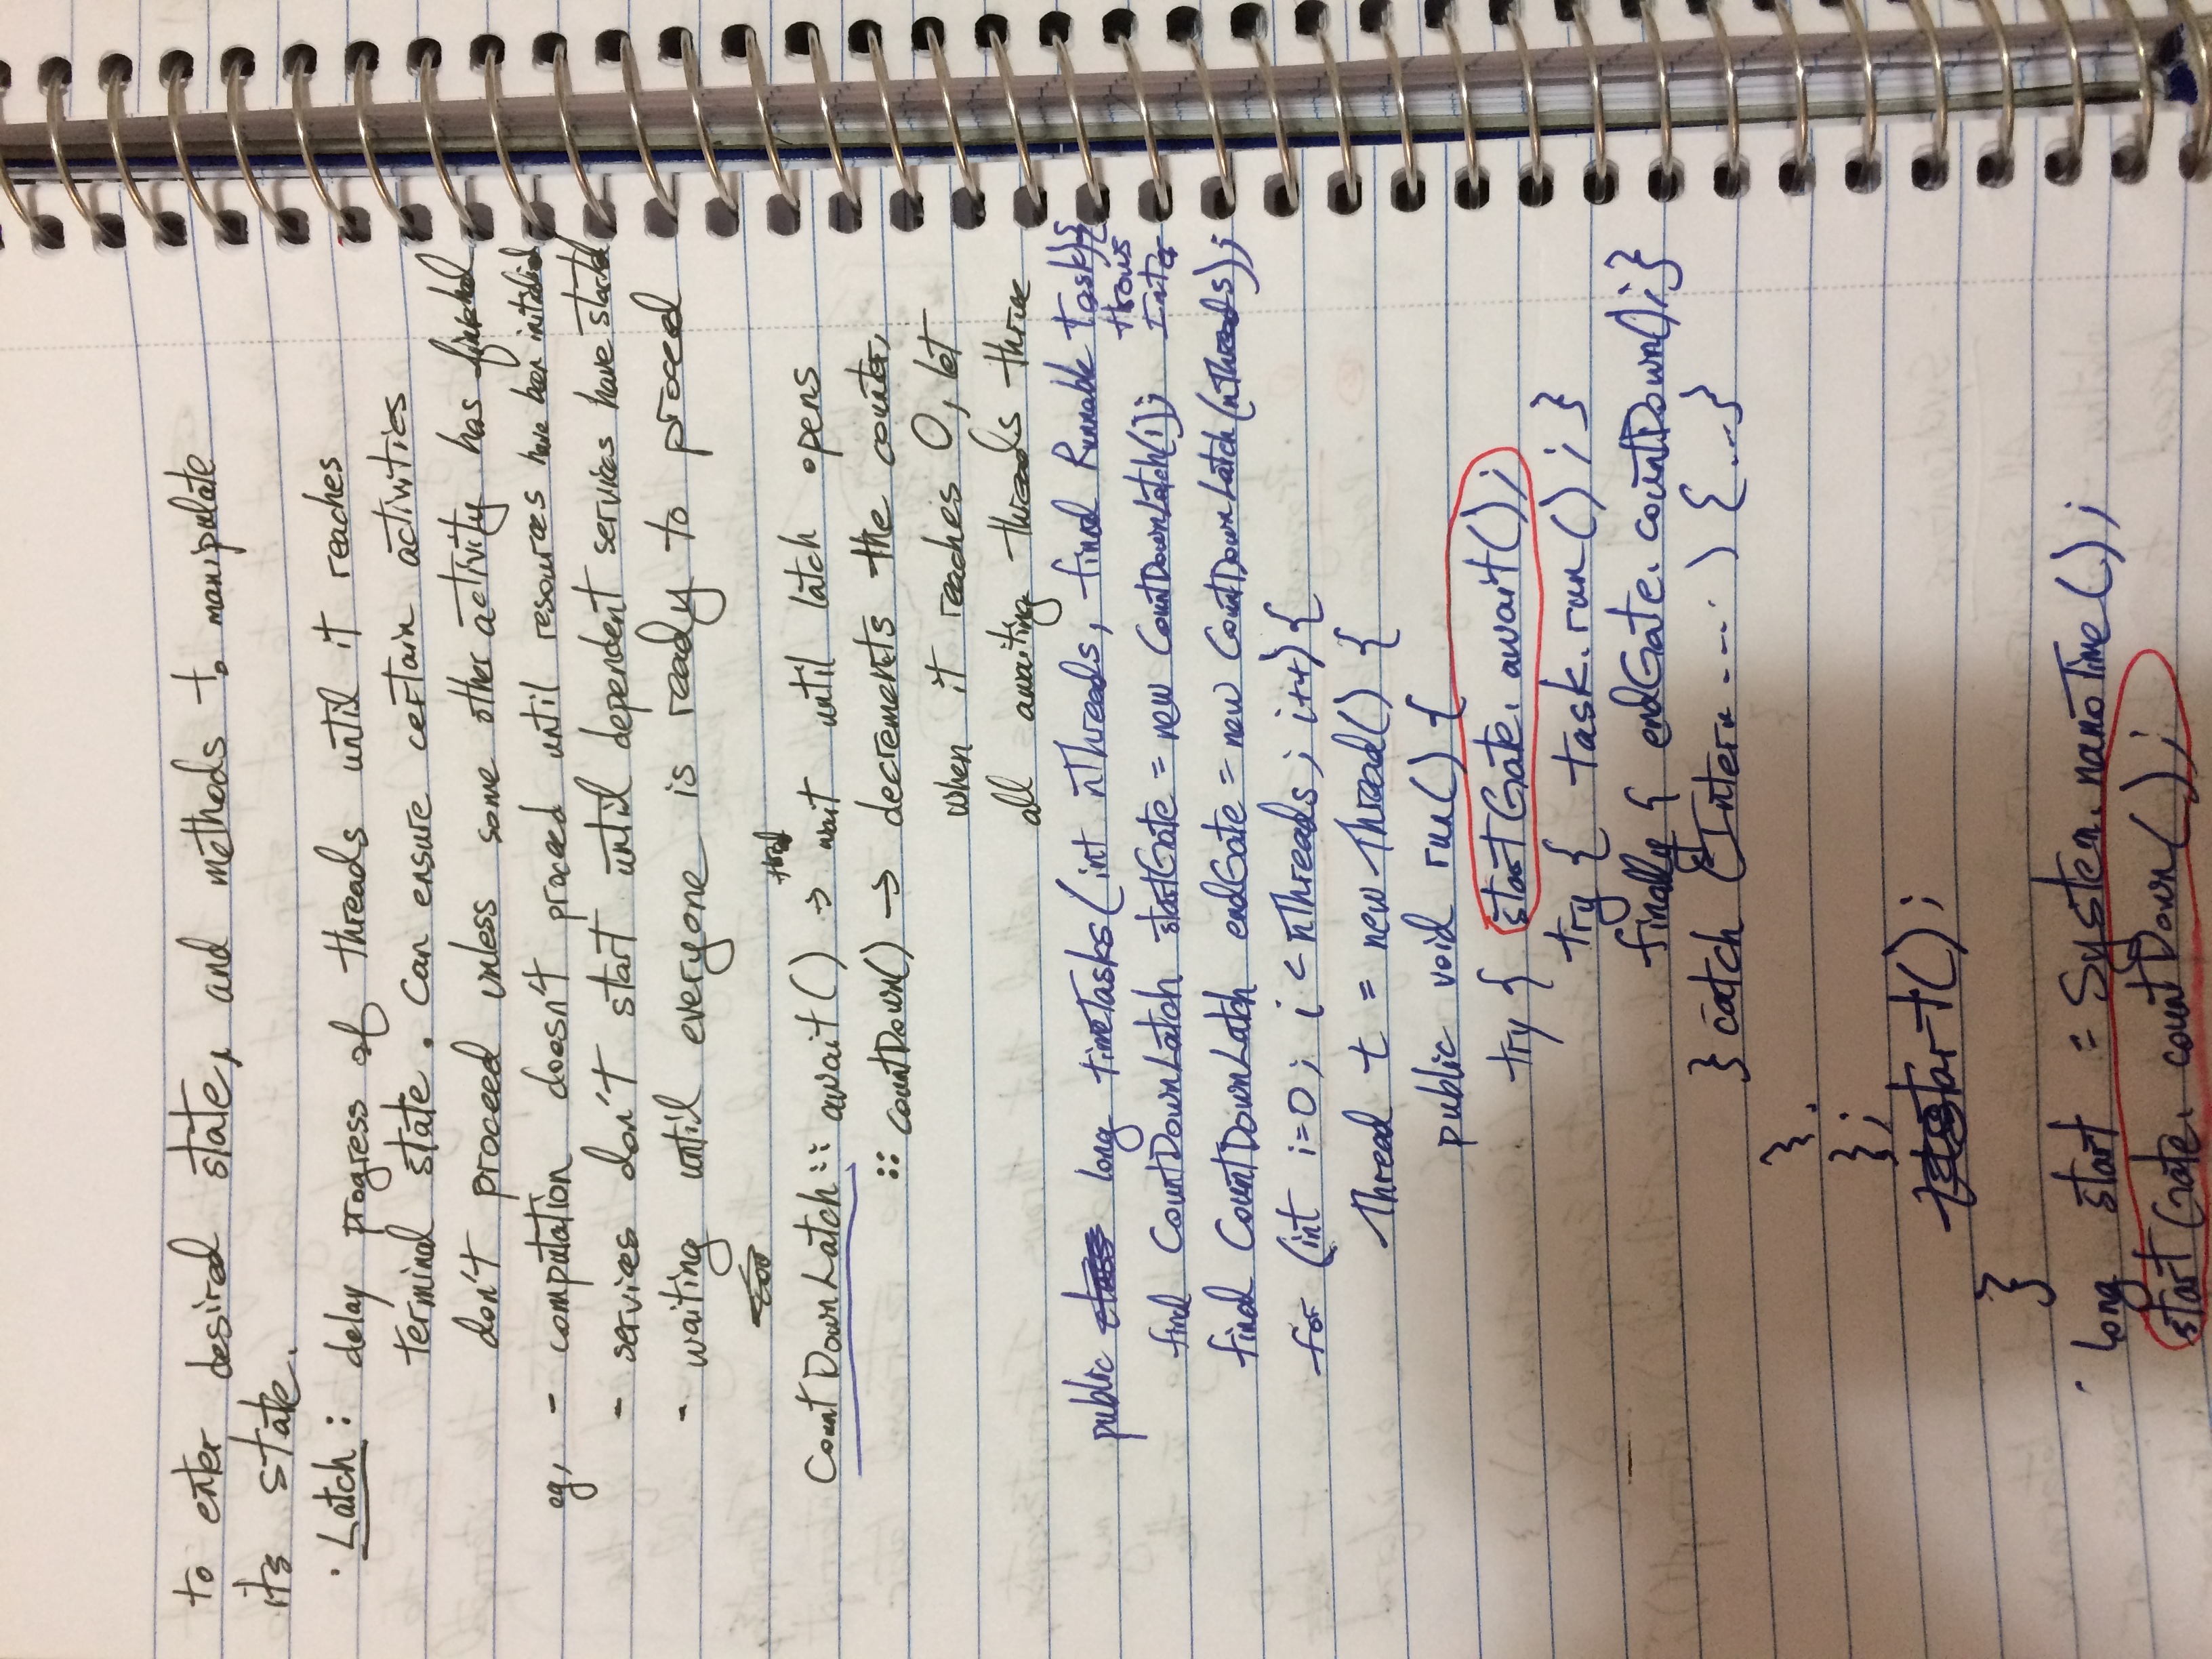 to enter desired state, and methods to manipulate
its state.
· Latch : delay progress of threads until it reaches
terminal state. Can ensure certain activities
don't proceed unless some other activity has finished
eg, - computation doesn't proceed until resources have been initialized
- services don't start until dependent services have started
- waiting until everyone is ready to proceed
thread
CountDownLatch :: await() → wait until latch opens
:: countDown() → decrements the counter,
when it reaches 0, let
all awaiting threads
public class long timeTasks(int nThreads, final Runnable task){
throws
final CountDownLatch startGate = new CountDownLatch(1); Inter
final CountDownLatch endGate = new CountDownLatch(nThreads);
for (int i=0; i < nThreads; i++){
Thread t = new Thread() {
public void run() {
try { startGate.await();
try { task.run(); }
finally { endGate.countDown(); }
} catch (Interu ....) { ... }
}.
};
t.start();
}
long start = System.nanoTime();
startGate.countDown();